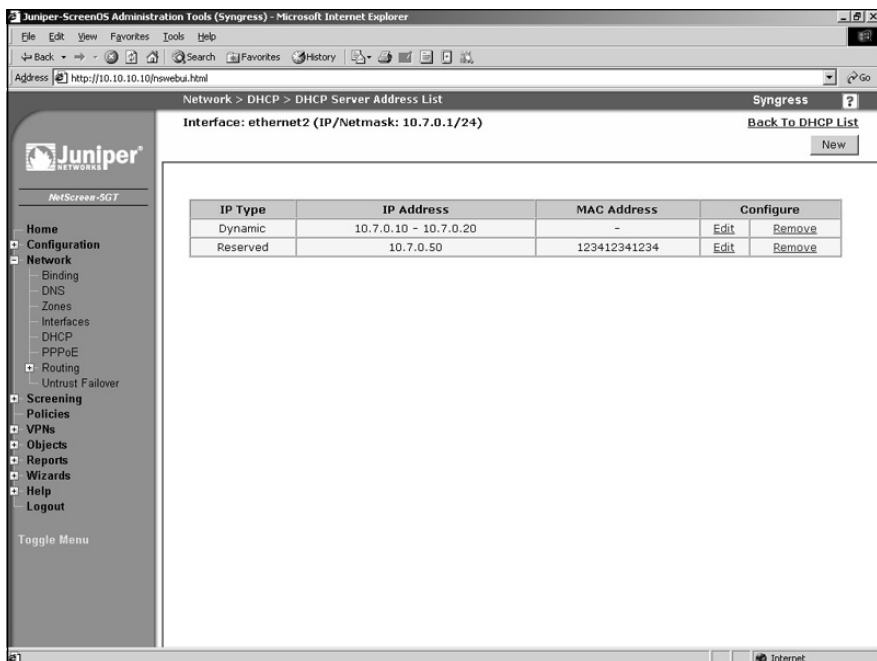 Juniper-ScreenOS Administration Tools (Syngress) - Microsoft Internet Explorer
File Edit View Favorites Tools Help
Back Search Favorites History
Address http://10.10.10.10/nswebui.html Go
Network > DHCP > DHCP Server Address List Syngress ?
Interface: ethernet2 (IP/Netmask: 10.7.0.1/24) Back To DHCP List
New
Juniper
NETWORKS
NetScreen-5GT
IP Type IP Address MAC Address Configure
Dynamic 10.7.0.10 - 10.7.0.20 - Edit Remove
Reserved 10.7.0.50 123412341234 Edit Remove
Home
Configuration
Network
Binding
DNS
Zones
Interfaces
DHCP
PPPoE
Routing
Untrust Failover
Screening
Policies
VPNs
Objects
Reports
Wizards
Help
Logout
Toggle Menu
Internet